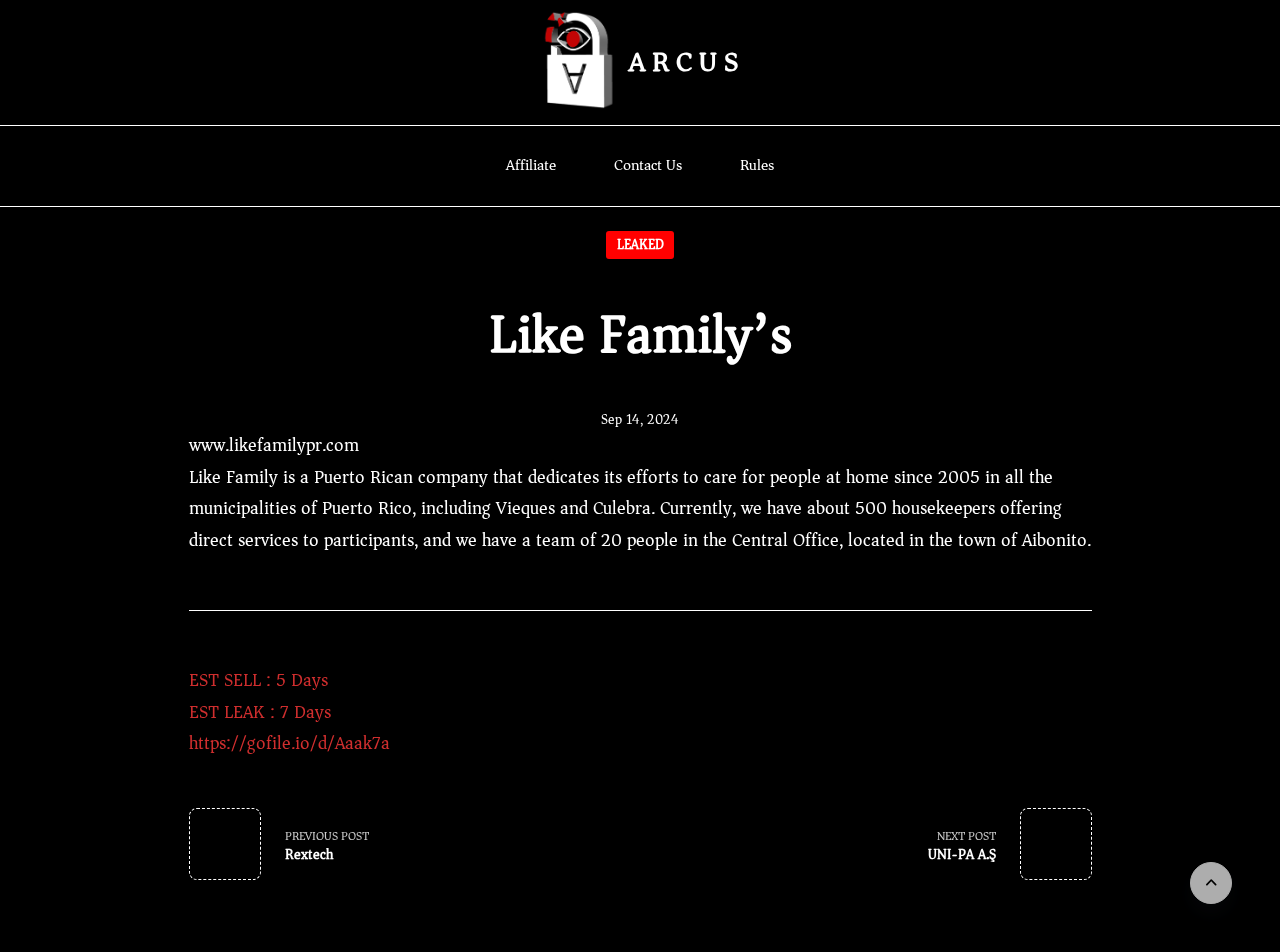 ARCUS
Affiliate
Contact Us
Rules
LEAKED
Like Family’s
Sep 14, 2024
www.likefamilypr.com
Like Family is a Puerto Rican company that dedicates its efforts to care for people at home since 2005 in all the
municipalities of Puerto Rico, including Vieques and Culebra. Currently, we have about 500 housekeepers offering
direct services to participants, and we have a team of 20 people in the Central Office, located in the town of Aibonito.
EST SELL : 5 Days
EST LEAK : 7 Days
https://gofile.io/d/Aaak7a
PREVIOUS POST
Rextech
NEXT POST
UNI-PA A.Ş